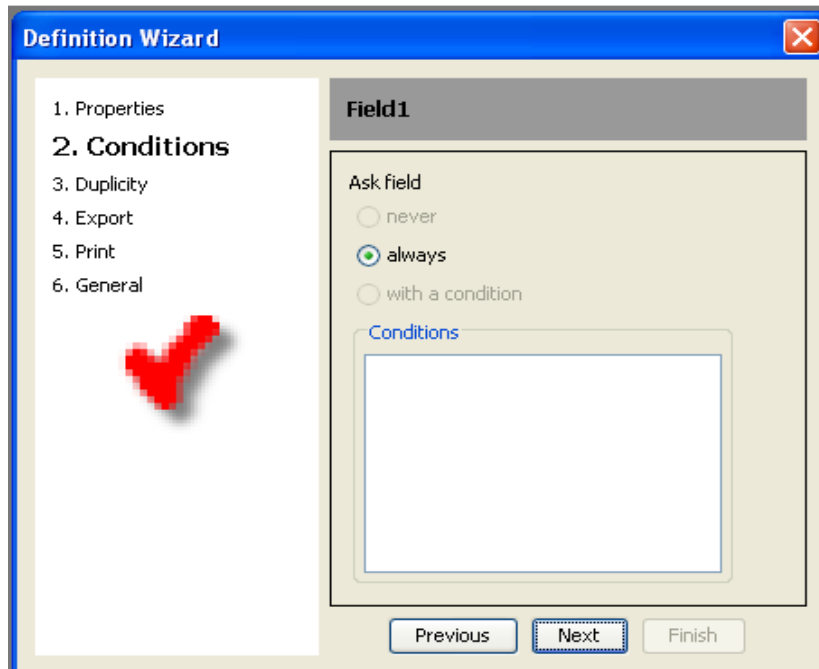 Definition Wizard
1. Properties
2. Conditions
3. Duplicity
4. Export
5. Print
6. General
Field1
Ask field
never
always
with a condition
Conditions
Previous
Next
Finish